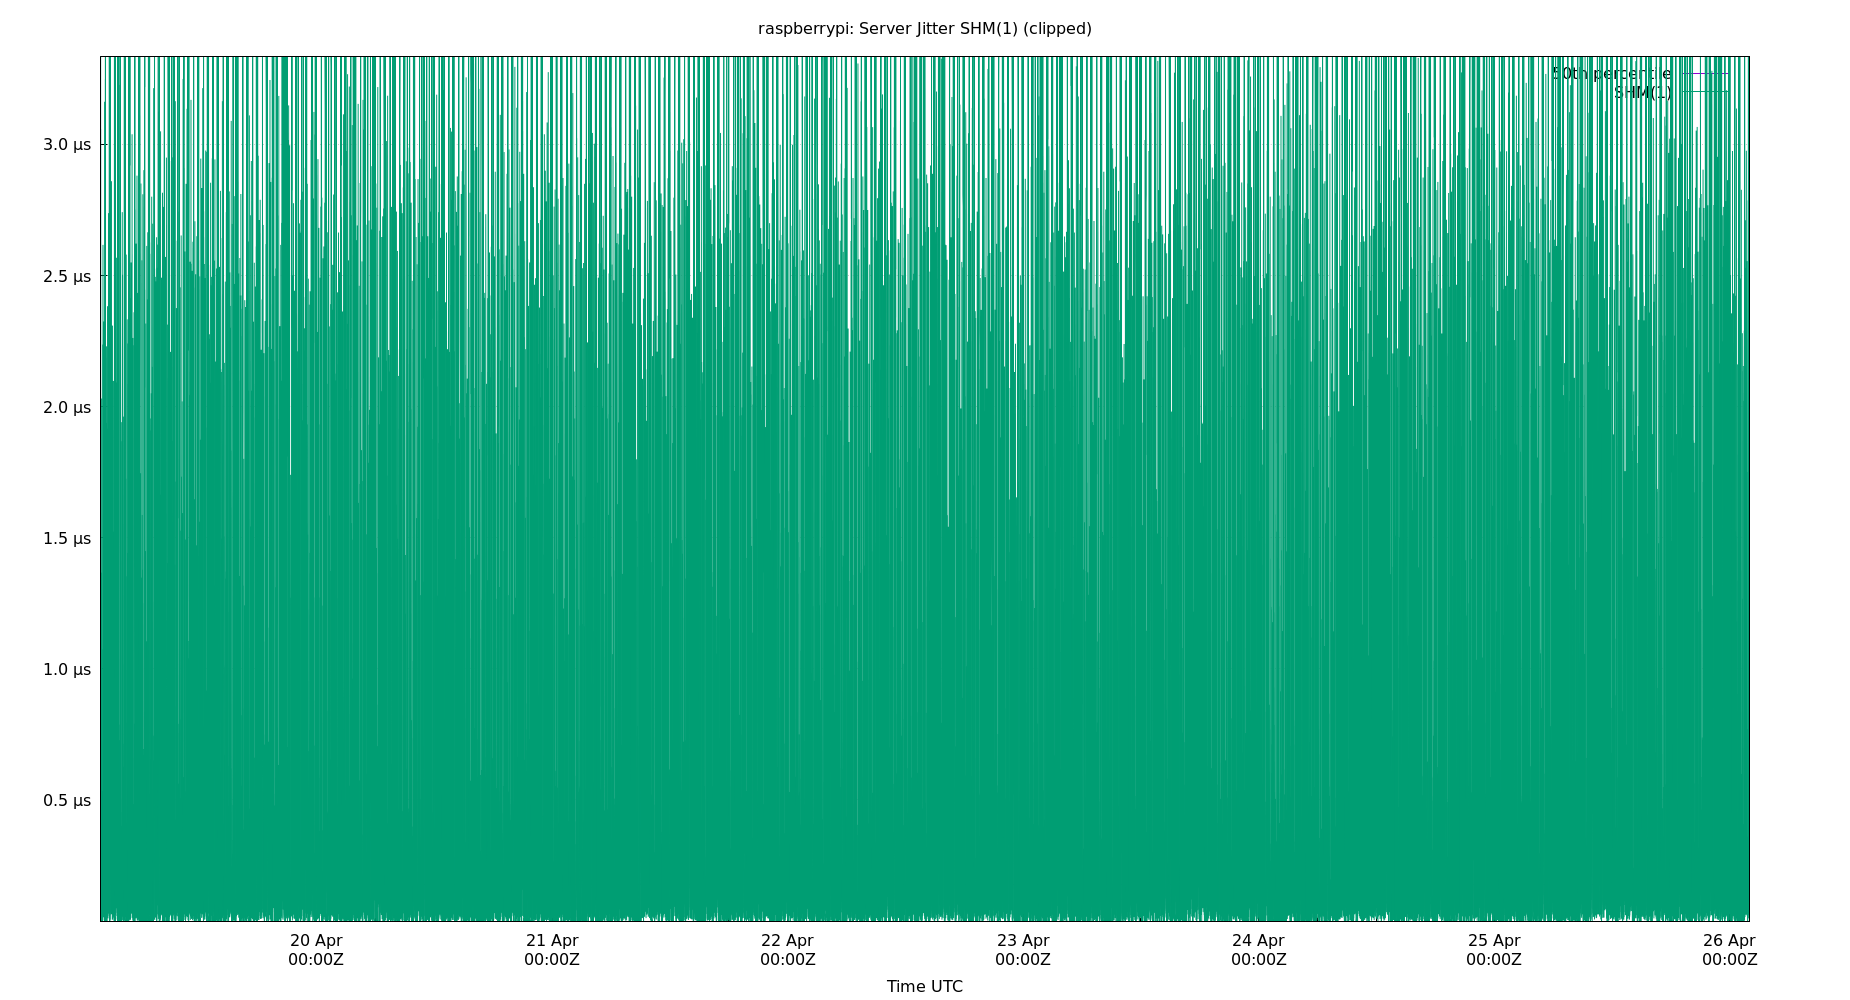 raspberrypi: Server Jitter SHM(1) (clipped)
50th percentile
SHM(1)
3.0 µs
2.5 µs
2.0 µs
1.5 µs
1.0 µs
0.5 µs
20 Apr 21 Apr 22 Apr 23 Apr 24 Apr 25 Apr 26 Apr
00:00Z 00:00Z 00:00Z 00:00Z 00:00Z 00:00Z 00:00Z
Time UTC